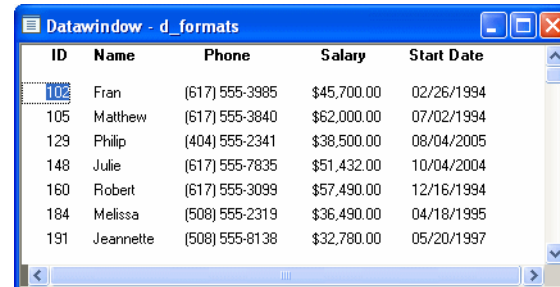 Datawindow - d_formats
ID Name Phone Salary Start Date
102 Fran (617) 555-3985 $45,700.00 02/26/1994
105 Matthew (617) 555-3840 $62,000.00 07/02/1994
129 Philip (404) 555-2341 $38,500.00 08/04/2005
148 Julie (617) 555-7835 $51,432.00 10/04/2004
160 Robert (617) 555-3099 $57,490.00 12/16/1994
184 Melissa (508) 555-2319 $36,490.00 04/18/1995
191 Jeannette (508) 555-8138 $32,780.00 05/20/1997